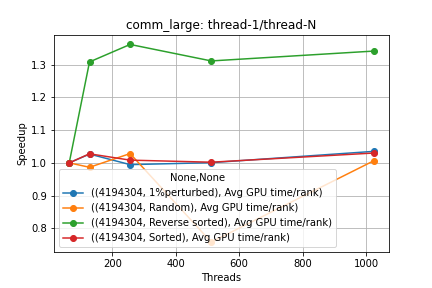 comm_large: thread-1/thread-N
1.3
1.2
1.1
1.0
0.9
0.8
Speedup
None,None
((4194304, 1%perturbed), Avg GPU time/rank)
((4194304, Random), Avg GPU time/rank)
((4194304, Reverse sorted), Avg GPU time/rank)
((4194304, Sorted), Avg GPU time/rank)
200 400 600 800 1000
Threads